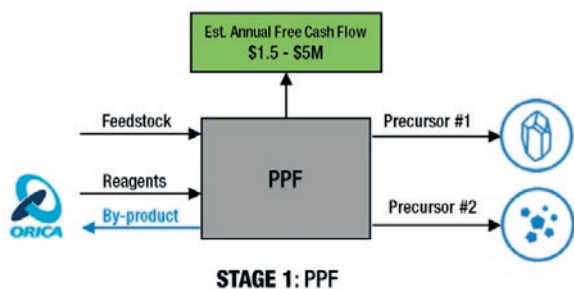 Est. Annual Free Cash Flow
$1.5 - $5M
Feedstock
Precursor #1
Reagents
PPF
By-product
Precursor #2
ORICA
STAGE 1: PPF